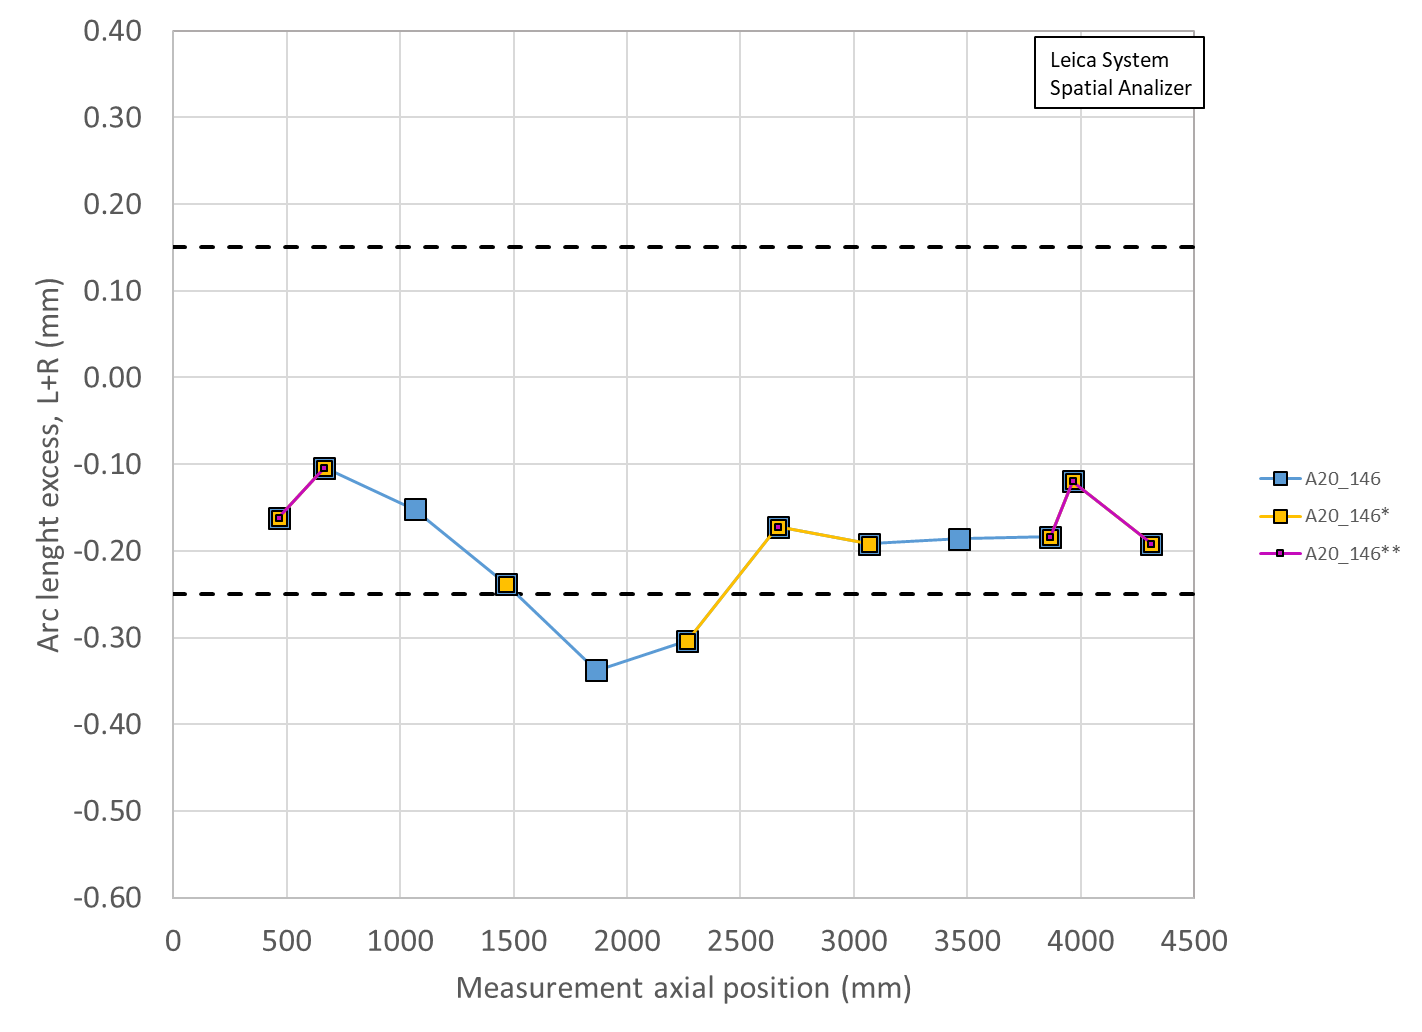 0.40
0.30
0.20
0.10
0.00
-0.10
-0.20
-0.30
-0.40
-0.50
-0.60
Arc lenght excess, L+R (mm)
Leica System
Spatial Analizer
A20_146
A20_146*
A20_146**
0 500 1000 1500 2000 2500 3000 3500 4000 4500
Measurement axial position (mm)